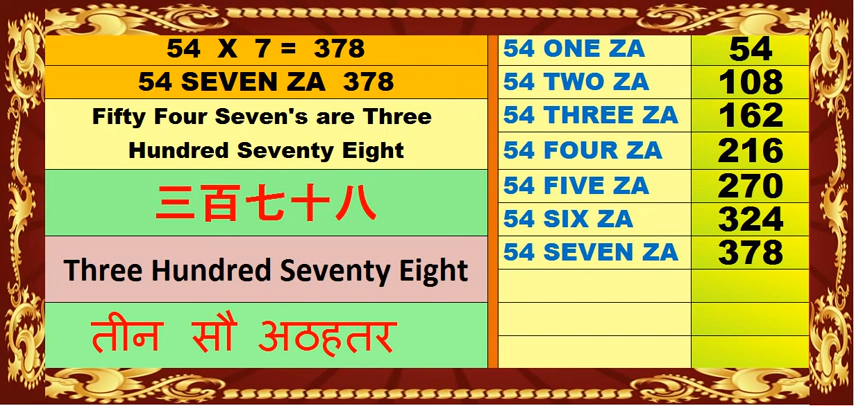 54 X 7 = 378
54 SEVEN ZA 378
Fifty Four Seven's are Three
Hundred Seventy Eight
三百七十八
Three Hundred Seventy Eight
तीन सौ अठहतर
54 ONE ZA 54
54 TWO ZA 108
54 THREE ZA 162
54 FOUR ZA 216
54 FIVE ZA 270
54 SIX ZA 324
54 SEVEN ZA 378